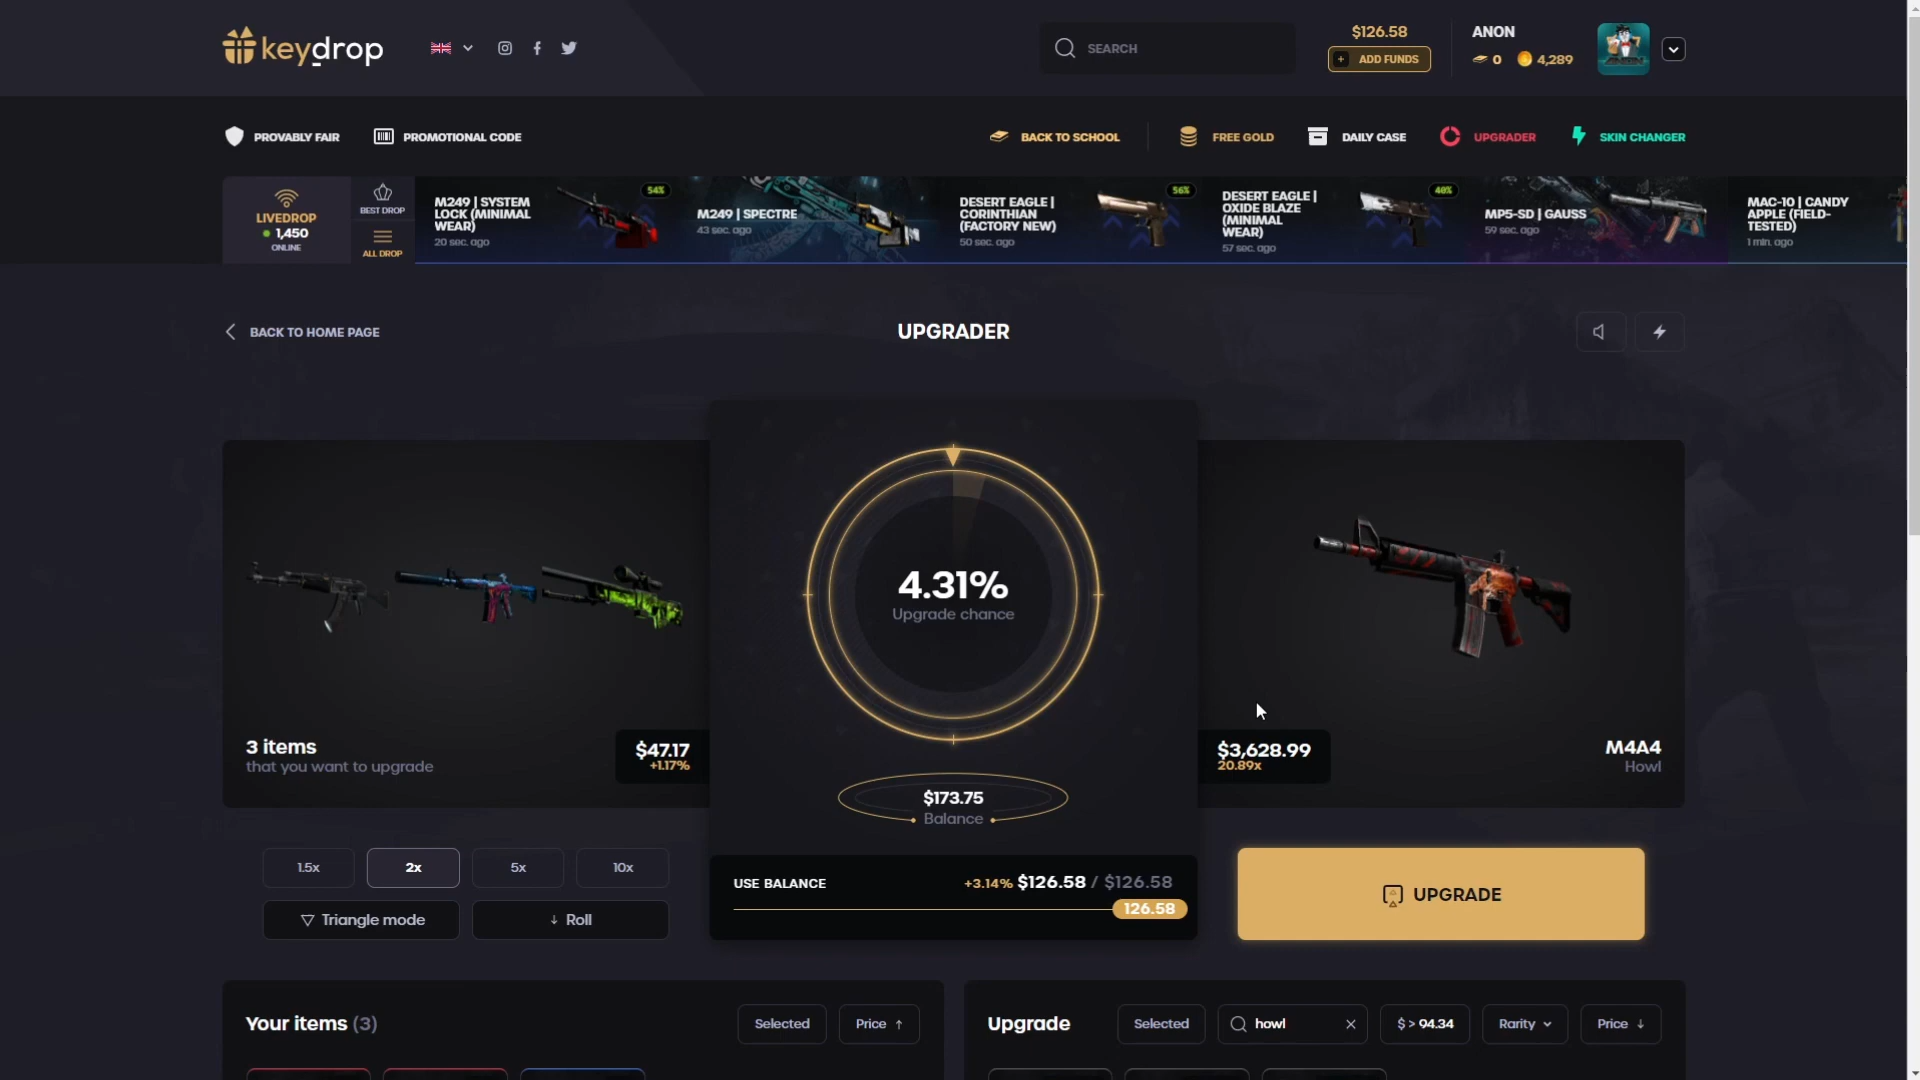 keydrop
SEARCH
$126.58
+ ADD FUNDS
ANON
0
4,289
PROVABLY FAIR
PROMOTIONAL CODE
BACK TO SCHOOL
FREE GOLD
DAILY CASE
UPGRADER
SKIN CHANGER
LIVEDROP
1,450
ONLINE
BEST DROP
ALL DROP
M249 | SYSTEM
LOCK (MINIMAL
WEAR)
20 sec. ago
54%
M249 | SPECTRE
43 sec. ago
DESERT EAGLE |
CORINTHIAN
(FACTORY NEW)
50 sec. ago
56%
DESERT EAGLE |
OXIDE BLAZE
(MINIMAL
WEAR)
57 sec. ago
40%
MP5-SD | GAUSS
59 sec. ago
MAC-10 | CANDY
APPLE (FIELD-
TESTED)
1 min. ago
BACK TO HOME PAGE
UPGRADER
4.31%
Upgrade chance
3 items
that you want to upgrade
$47.17
+1.17%
$3,628.99
20.89x
M4A4
Howl
$173.75
Balance
1.5x
2x
5x
10x
Triangle mode
↓ Roll
USE BALANCE
+3.14% $126.58 / $126.58
126.58
UPGRADE
Your items (3)
Selected
Price ↑
Upgrade
Selected
howl
$ > 94.34
Rarity
Price ↓